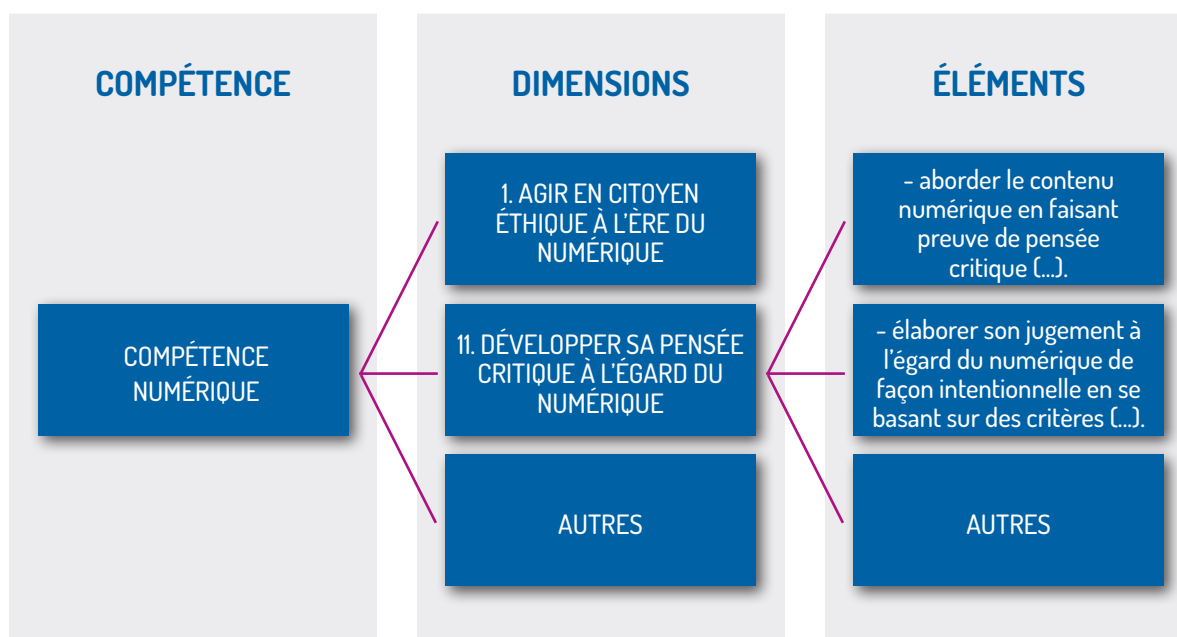 COMPÉTENCE
COMPÉTENCE
NUMÉRIQUE
DIMENSIONS
1. AGIR EN CITOYEN
ÉTHIQUE À L'ÈRE DU
NUMÉRIQUE
11. DÉVELOPPER SA PENSÉE
CRITIQUE À L'ÉGARD DU
NUMÉRIQUE
AUTRES
ÉLÉMENTS
- aborder le contenu
numérique en faisant
preuve de pensée
critique (...).
- élaborer son jugement à
l'égard du numérique de
façon intentionnelle en se
basant sur des critères (...).
AUTRES